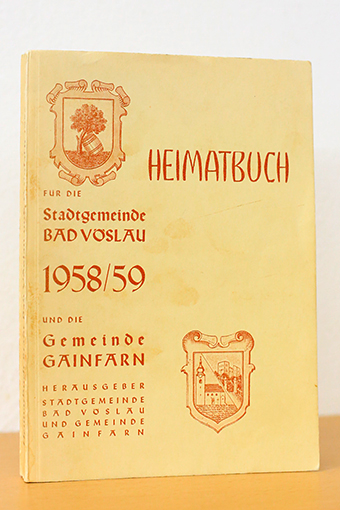 HEIMATBUCH
FÜR DIE
Stadtgemeinde
BAD VÖSLAU
1958/59
UND DIE
Gemeinde
GAINFARN
HERAUSGEBER
STADTGEMEINDE
BAD VÖSLAU
UND GEMEINDE
GAINFARN